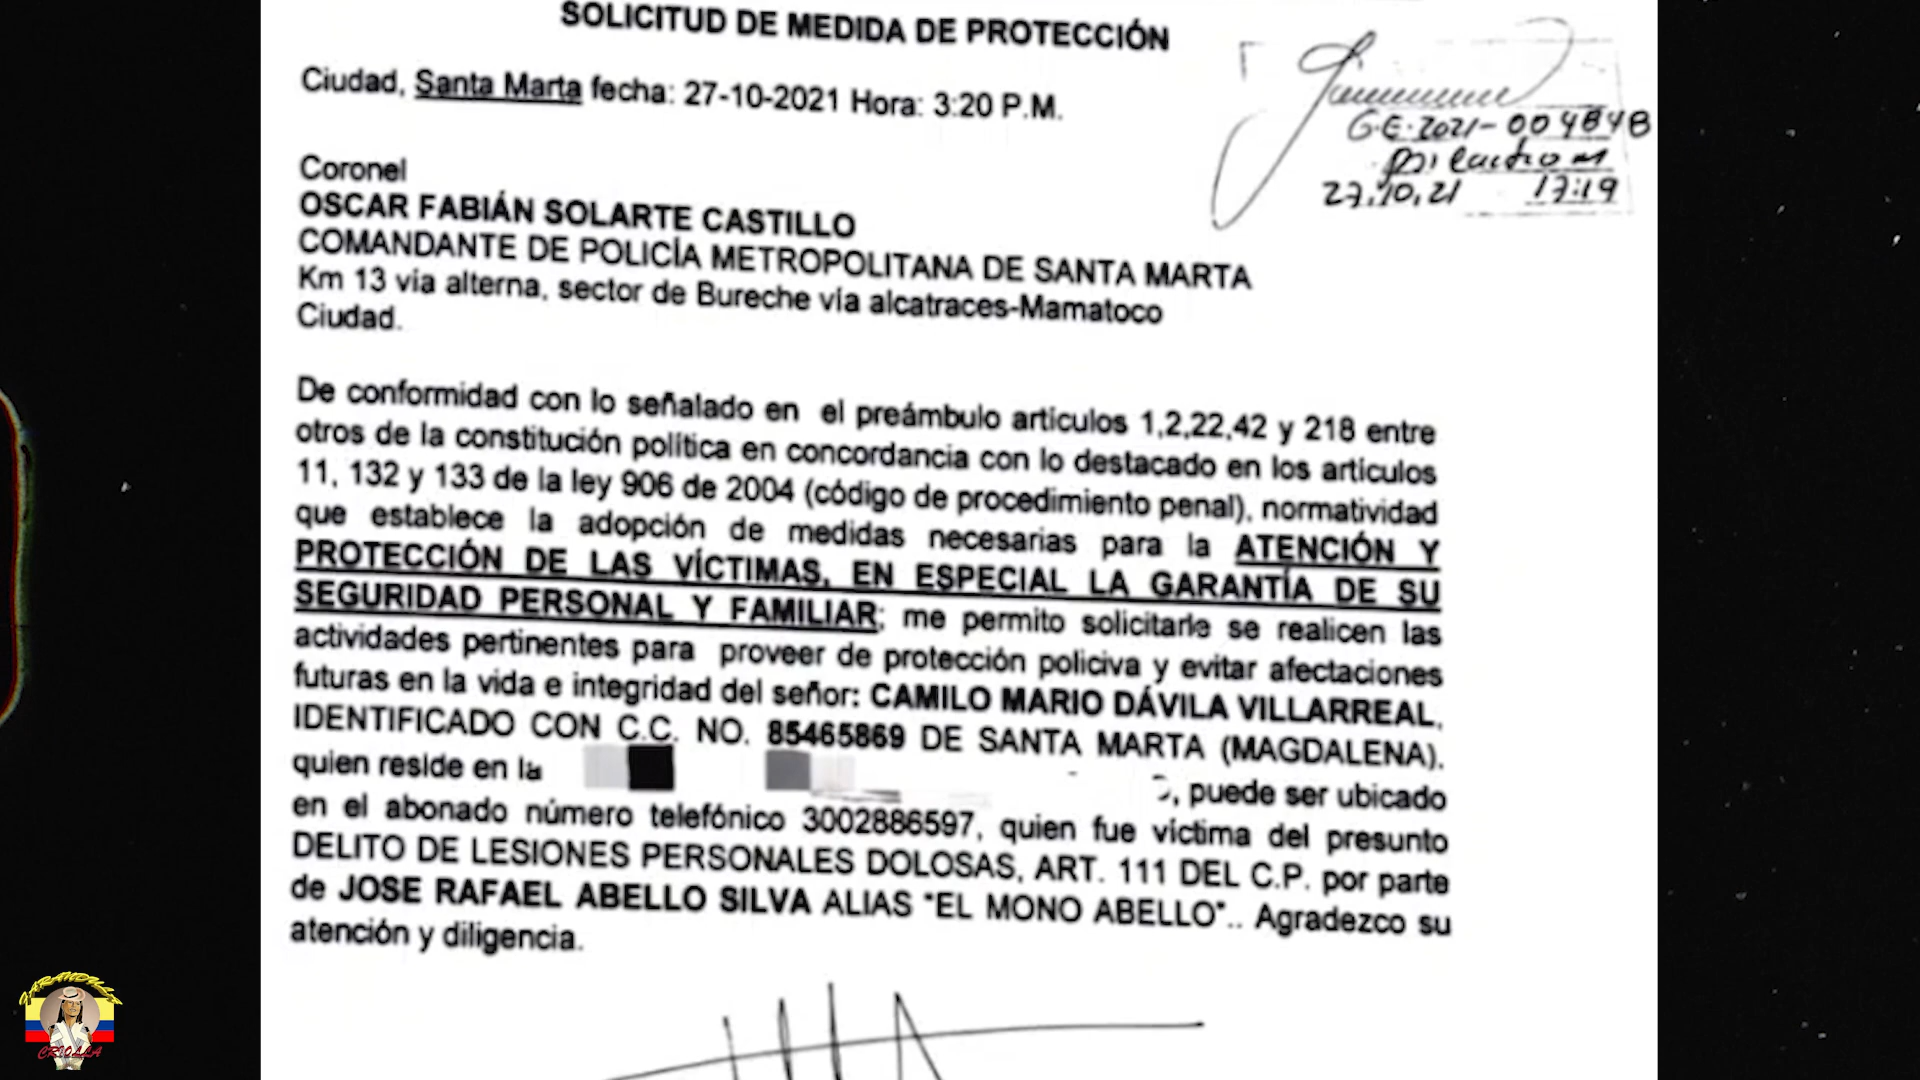 SOLICITUD DE MEDIDA DE PROTECCIÓN
Ciudad, Santa Marta fecha: 27-10-2021 Hora: 3:20 P.M.
G.E.2021-004848
27.10.21 17:19
Coronel
OSCAR FABIÁN SOLARTE CASTILLO
COMANDANTE DE POLICÍA METROPOLITANA DE SANTA MARTA
Km 13 vía alterna, sector de Bureche vía alcatraces-Mamatoco
Ciudad.
De conformidad con lo señalado en el preámbulo artículos 1,2,22,42 y 218 entre
otros de la constitución política en concordancia con lo destacado en los artículos
11, 132 y 133 de la ley 906 de 2004 (código de procedimiento penal), normatividad
que establece la adopción de medidas necesarias para la ATENCIÓN Y
PROTECCIÓN DE LAS VÍCTIMAS, EN ESPECIAL LA GARANTÍA DE SU
SEGURIDAD PERSONAL Y FAMILIAR; me permito solicitarle se realicen las
actividades pertinentes para proveer de protección policiva y evitar afectaciones
futuras en la vida e integridad del señor: CAMILO MARIO DÁVILA VILLARREAL,
IDENTIFICADO CON C.C. NO. 85465869 DE SANTA MARTA (MAGDALENA).
quien reside en la , puede ser ubicado
en el abonado número telefónico 3002886597, quien fue víctima del presunto
DELITO DE LESIONES PERSONALES DOLOSAS, ART. 111 DEL C.P. por parte
de JOSE RAFAEL ABELLO SILVA ALIAS "EL MONO ABELLO".. Agradezco su
atención y diligencia.
FARANDULA
CRIOLLA